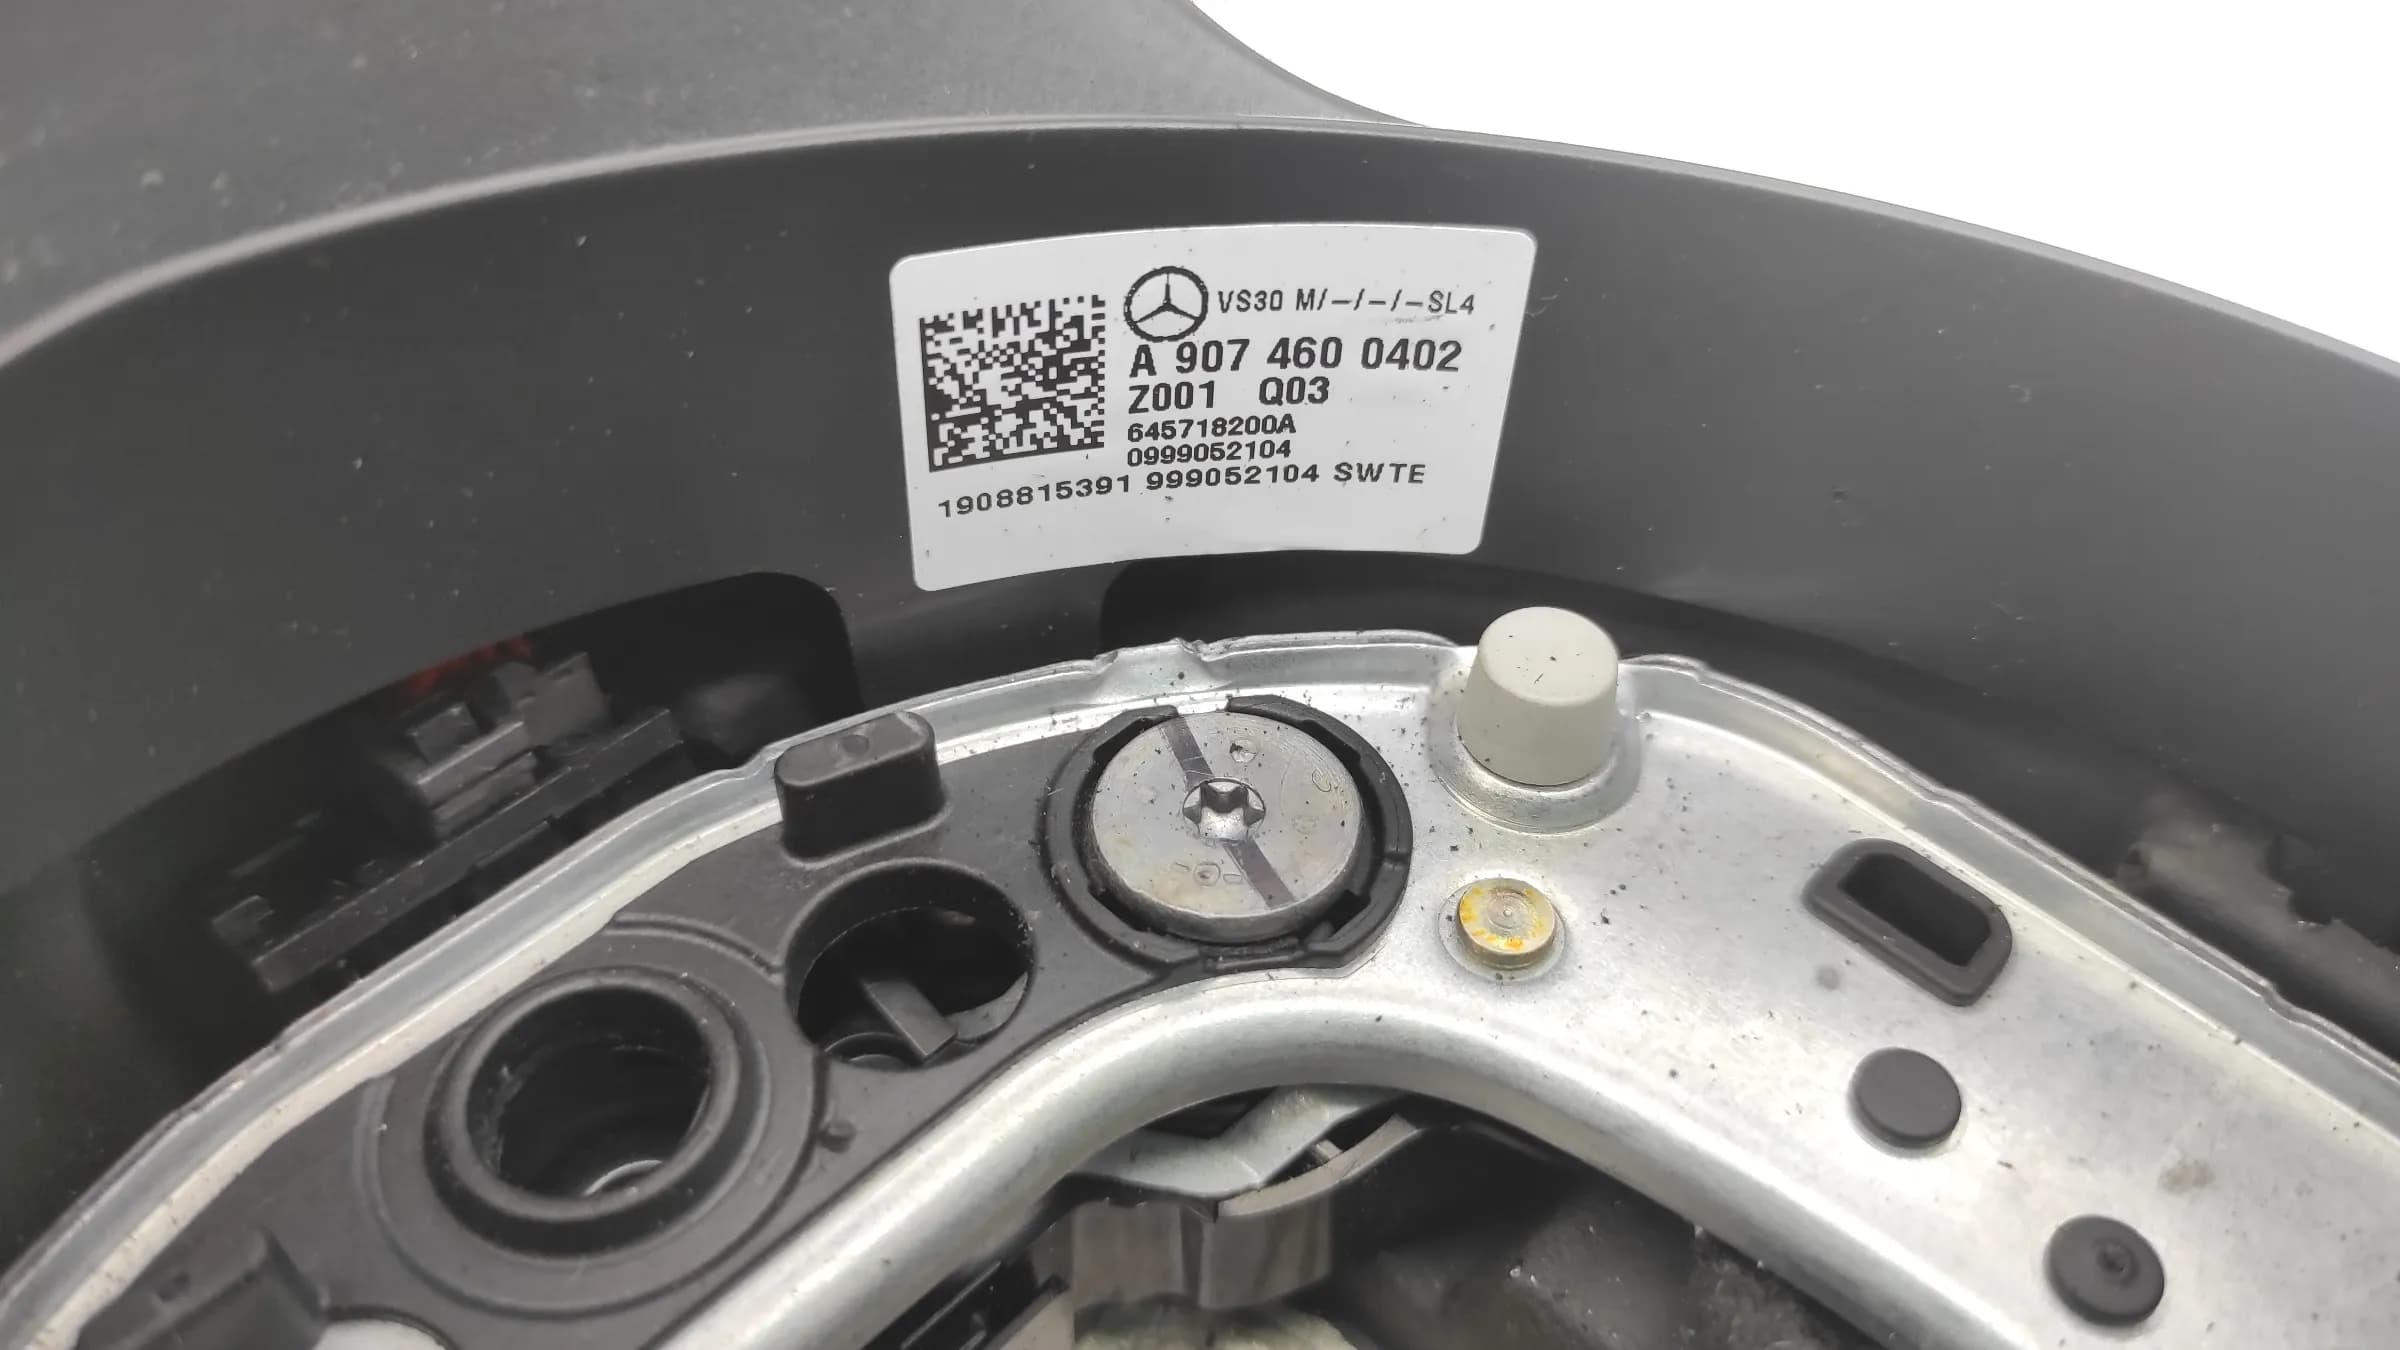 VS30 M/-/-/-SL4
A 907 460 0402
Z001 Q03
645718200A
0999052104
1908815391 999052104 SWTE